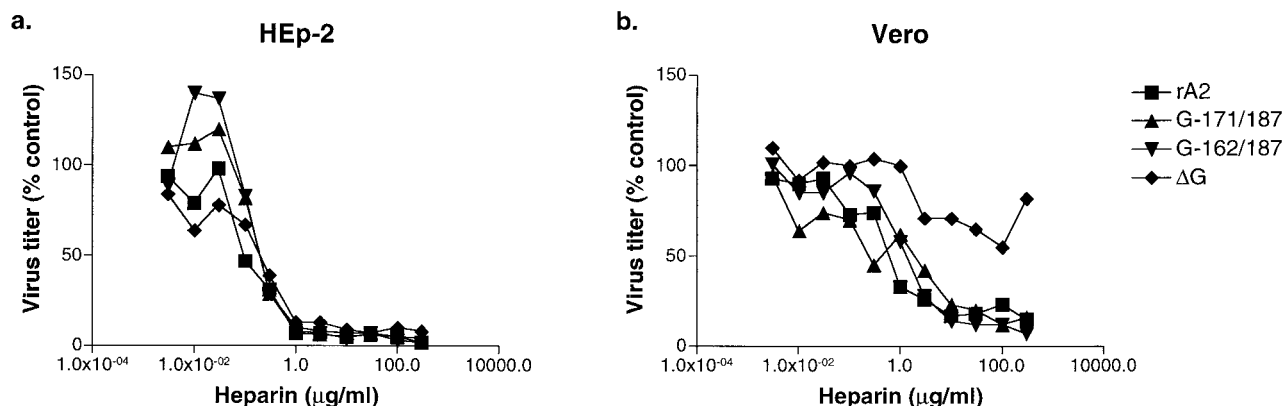 a.
HEp-2
Virus titer (% control)
150
100
50
0
1.0x10⁻⁰⁴
1.0x10⁻⁰²
1.0
100.0
10000.0
Heparin (μg/ml)
b.
Vero
Virus titer (% control)
150
100
50
0
1.0x10⁻⁰⁴
1.0x10⁻⁰²
1.0
100.0
10000.0
Heparin (μg/ml)
rA2
G-171/187
G-162/187
ΔG